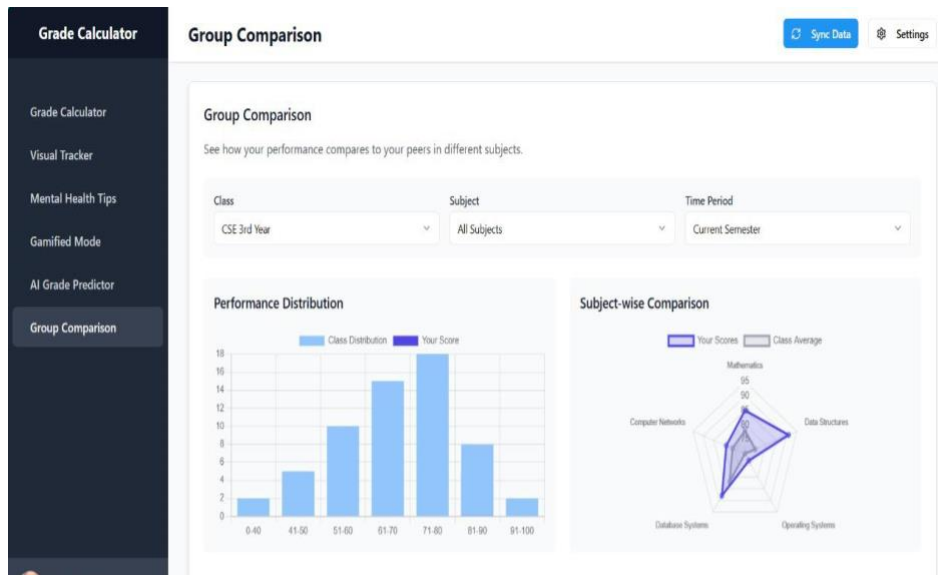 Grade Calculator
Group Comparison
Sync Data
Settings
Grade Calculator
Visual Tracker
Mental Health Tips
Gamified Mode
AI Grade Predictor
Group Comparison
Group Comparison
See how your performance compares to your peers in different subjects.
Class
CSE 3rd Year
Subject
All Subjects
Time Period
Current Semester
Performance Distribution
Class Distribution
Your Score
18
16
14
12
10
8
6
4
2
0
0-40 41-50 51-60 61-70 71-80 81-90 91-100
Subject-wise Comparison
Your Scores
Class Average
Mathematics
95
90
Computer Networks
Data Structures
Database Systems
Operating Systems